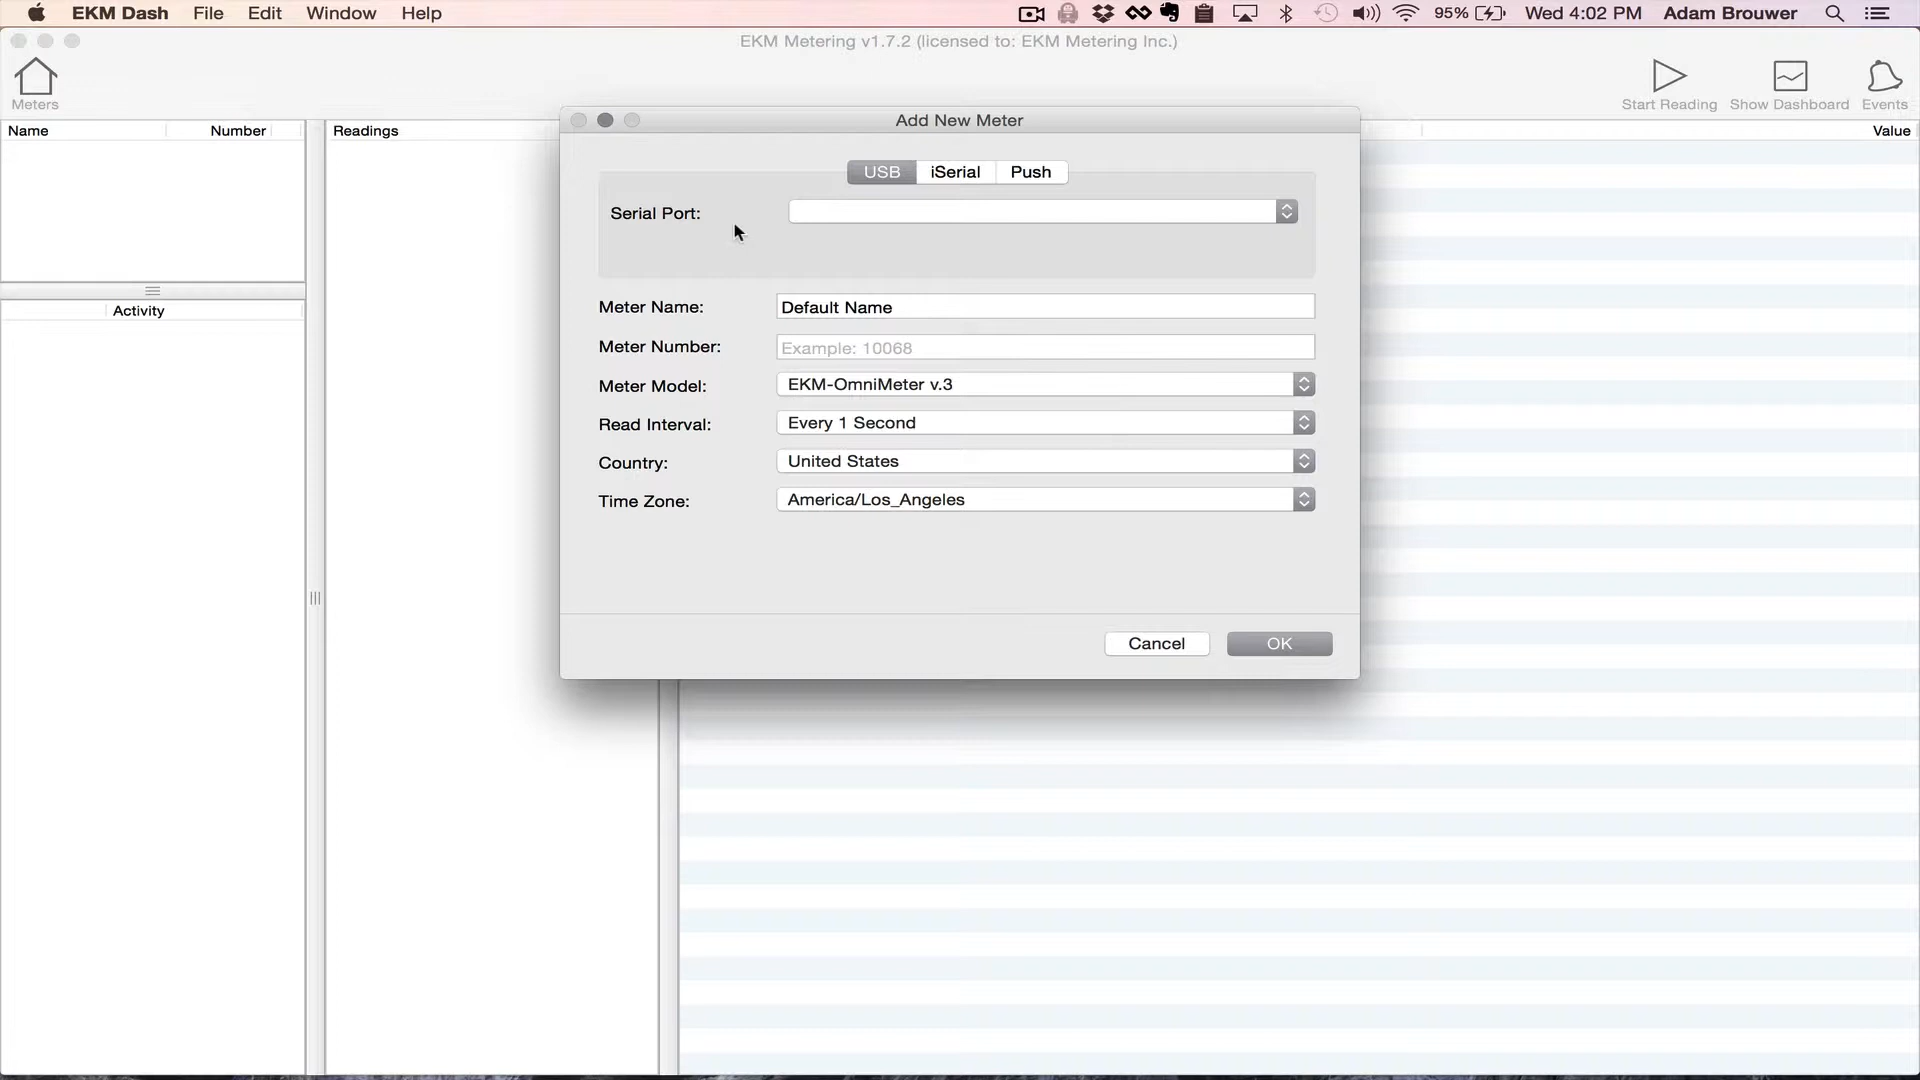 EKM Dash File Edit Window Help 95% Wed 4:02 PM Adam Brouwer
EKM Metering v1.7.2 (licensed to: EKM Metering Inc.)
Meters Start Reading Show Dashboard Events
Name Number Readings Value
Add New Meter
USB iSerial Push
Serial Port:
Meter Name: Default Name
Meter Number: Example: 10068
Meter Model: EKM-OmniMeter v.3
Read Interval: Every 1 Second
Country: United States
Time Zone: America/Los_Angeles
Cancel OK
Activity